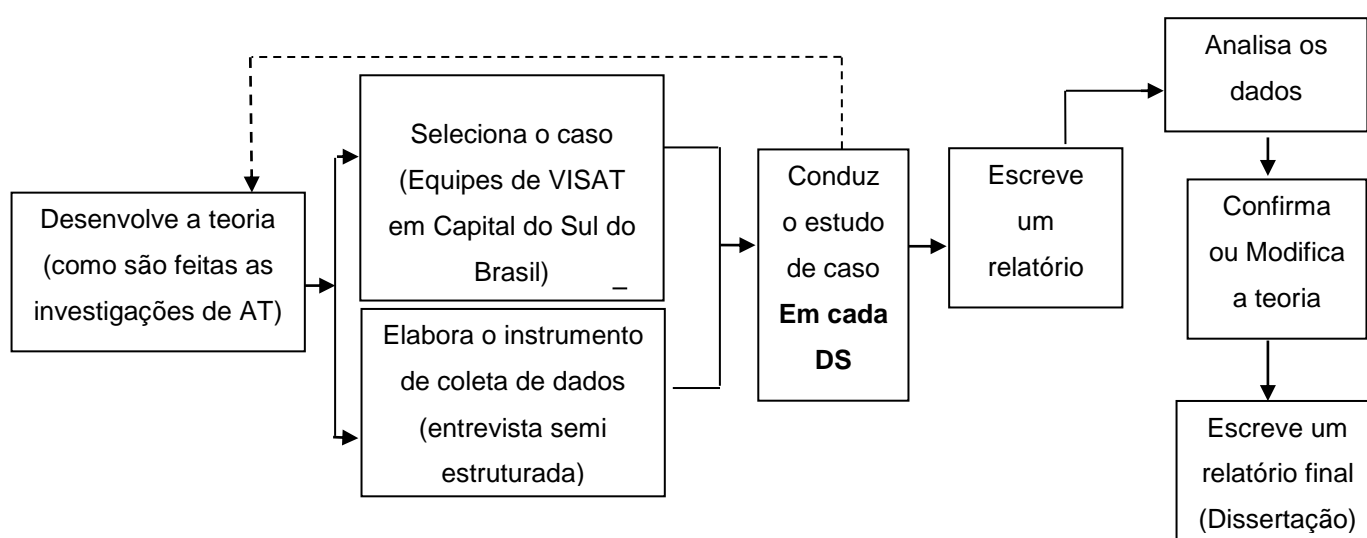 Desenvolve a teoria
(como são feitas as
investigações de AT)
Seleciona o caso
(Equipes de VISAT
em Capital do Sul do
Brasil) _
Elabora o instrumento
de coleta de dados
(entrevista semi
estruturada)
Conduz
o estudo
de caso
Em cada
DS
Escreve
um
relatório
Analisa os
dados
Confirma
ou Modifica
a teoria
Escreve um
relatório final
(Dissertação)